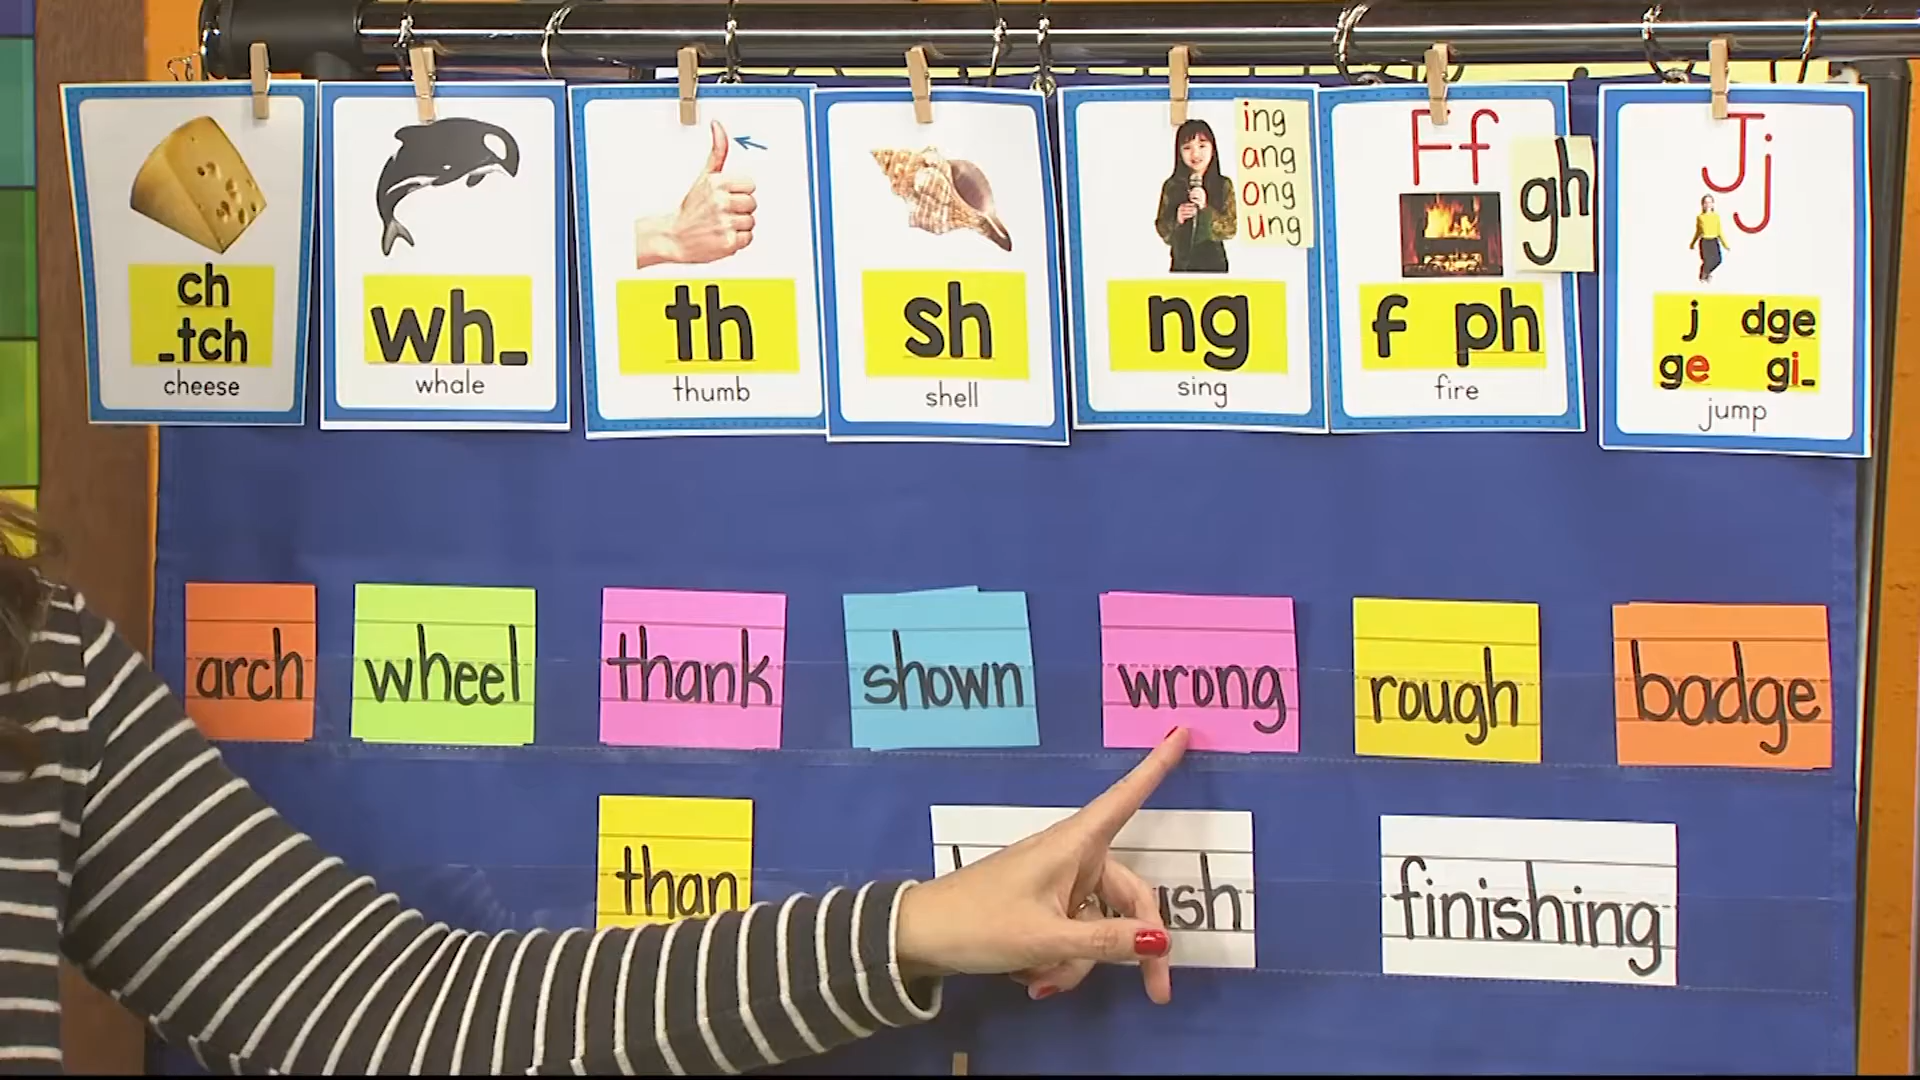 ch
_tch
cheese
wh_
whale
th
thumb
sh
shell
ing
ang
ong
ung
ng
sing
Ff
gh
f ph
fire
Jj
j dge
ge gi_
jump
arch
wheel
thank
shown
wrong
rough
badge
than
finishing